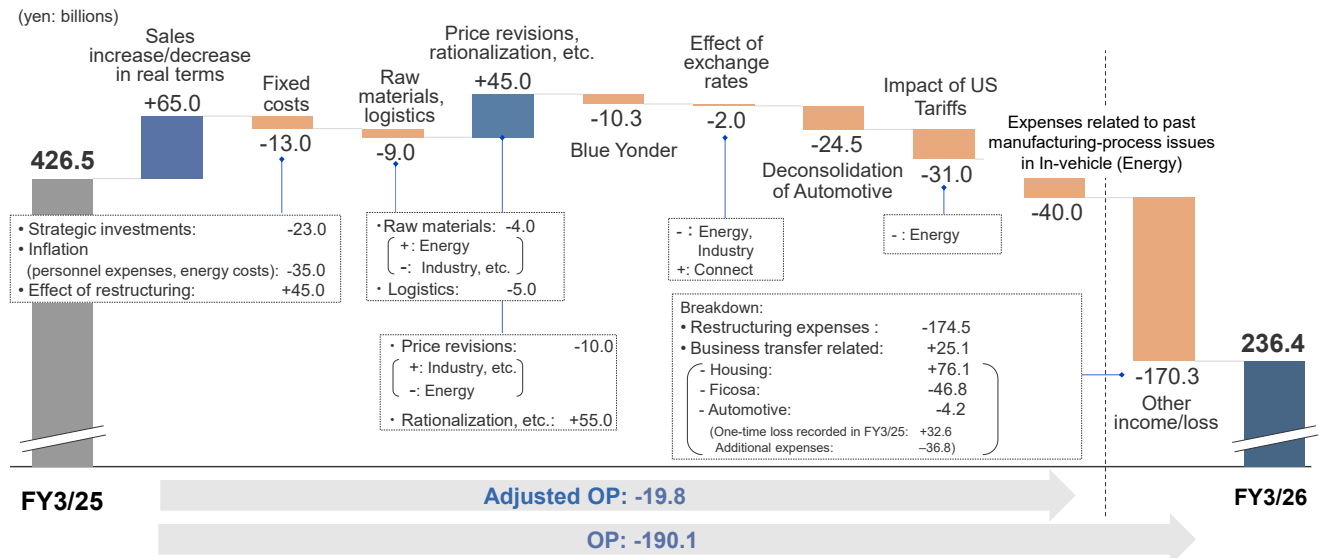 (yen: billions)
Sales
increase/decrease
in real terms
+65.0
Fixed
costs
-13.0
Raw
materials,
logistics
-9.0
Price revisions,
rationalization, etc.
+45.0
-10.3
Blue Yonder
Effect of
exchange
rates
-2.0
-24.5
Deconsolidation
of Automotive
Impact of US
Tariffs
-31.0
Expenses related to past
manufacturing-process issues
in In-vehicle (Energy)
-40.0
426.5
• Strategic investments: -23.0
• Inflation
(personnel expenses, energy costs): -35.0
• Effect of restructuring: +45.0
・Raw materials: -4.0
+: Energy
-: Industry, etc.
・ Logistics: -5.0
・ Price revisions: -10.0
+: Industry, etc.
-: Energy
・ Rationalization, etc.: +55.0
- : Energy,
Industry
+: Connect
- : Energy
Breakdown:
• Restructuring expenses : -174.5
• Business transfer related: +25.1
- Housing: +76.1
- Ficosa: -46.8
- Automotive: -4.2
(One-time loss recorded in FY3/25: +32.6
Additional expenses: –36.8)
-170.3
Other
income/loss
236.4
FY3/25
FY3/26
Adjusted OP: -19.8
OP: -190.1